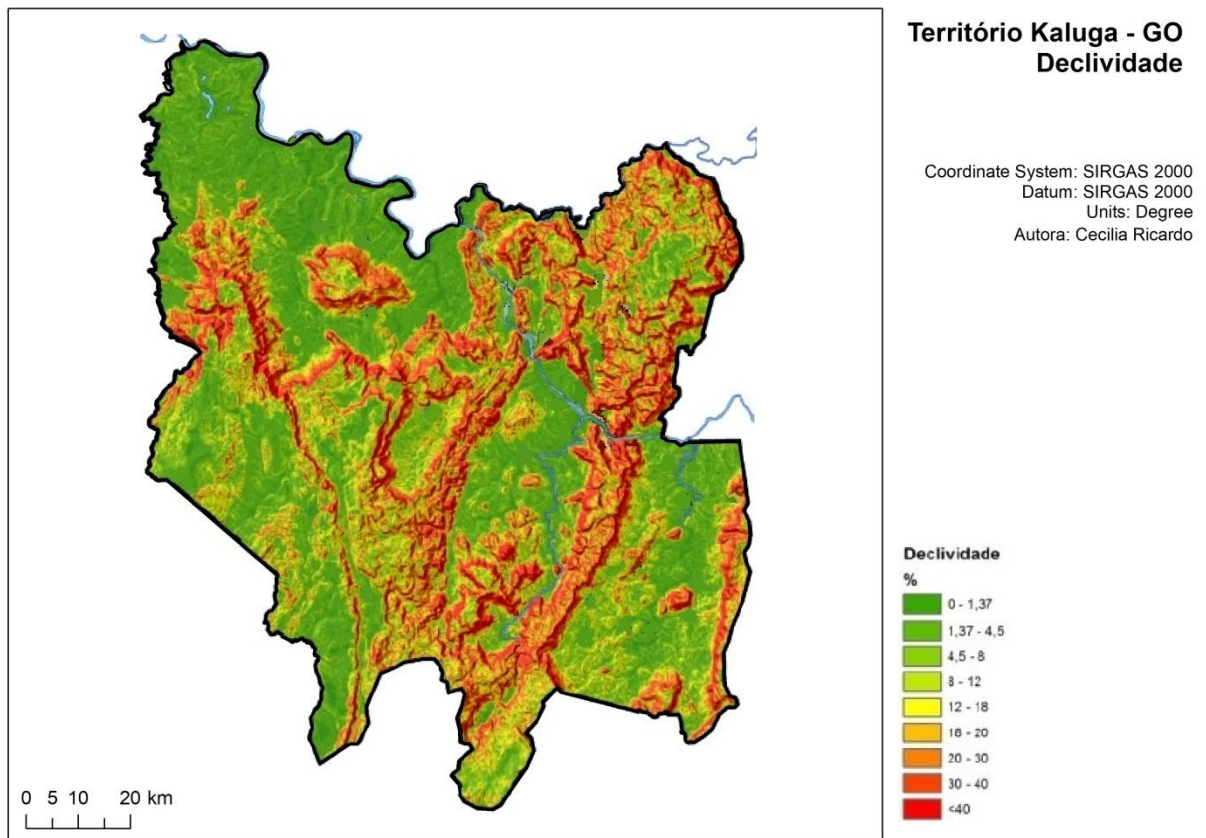 Território Kaluga - GO
Declividade
Coordinate System: SIRGAS 2000
Datum: SIRGAS 2000
Units: Degree
Autora: Cecilia Ricardo
Declividade
%
0 - 1,37
1,37 - 4,5
4,5 - 8
8 - 12
12 - 18
18 - 20
20 - 30
30 - 40
<40
0 5 10 20 km